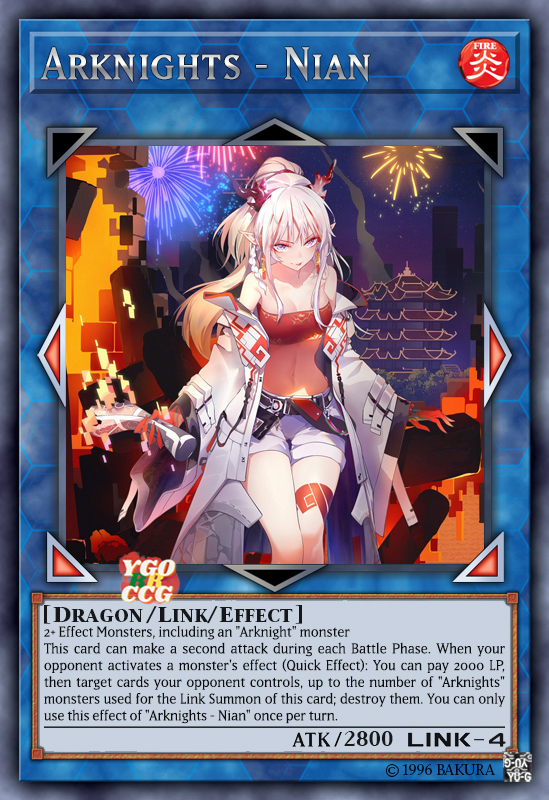 Arknights - Nian
FIRE
炎
YGO
BR
CCG
[Dragon/Link/Effect]
2+ Effect Monsters, including an "Arknight" monster
This card can make a second attack during each Battle Phase. When your
opponent activates a monster's effect (Quick Effect): You can pay 2000 LP,
then target cards your opponent controls, up to the number of "Arknights"
monsters used for the Link Summon of this card; destroy them. You can only
use this effect of "Arknights - Nian" once per turn.
ATK/2800 LINK-4
©1996 BAKURA
YU-G
YU-G